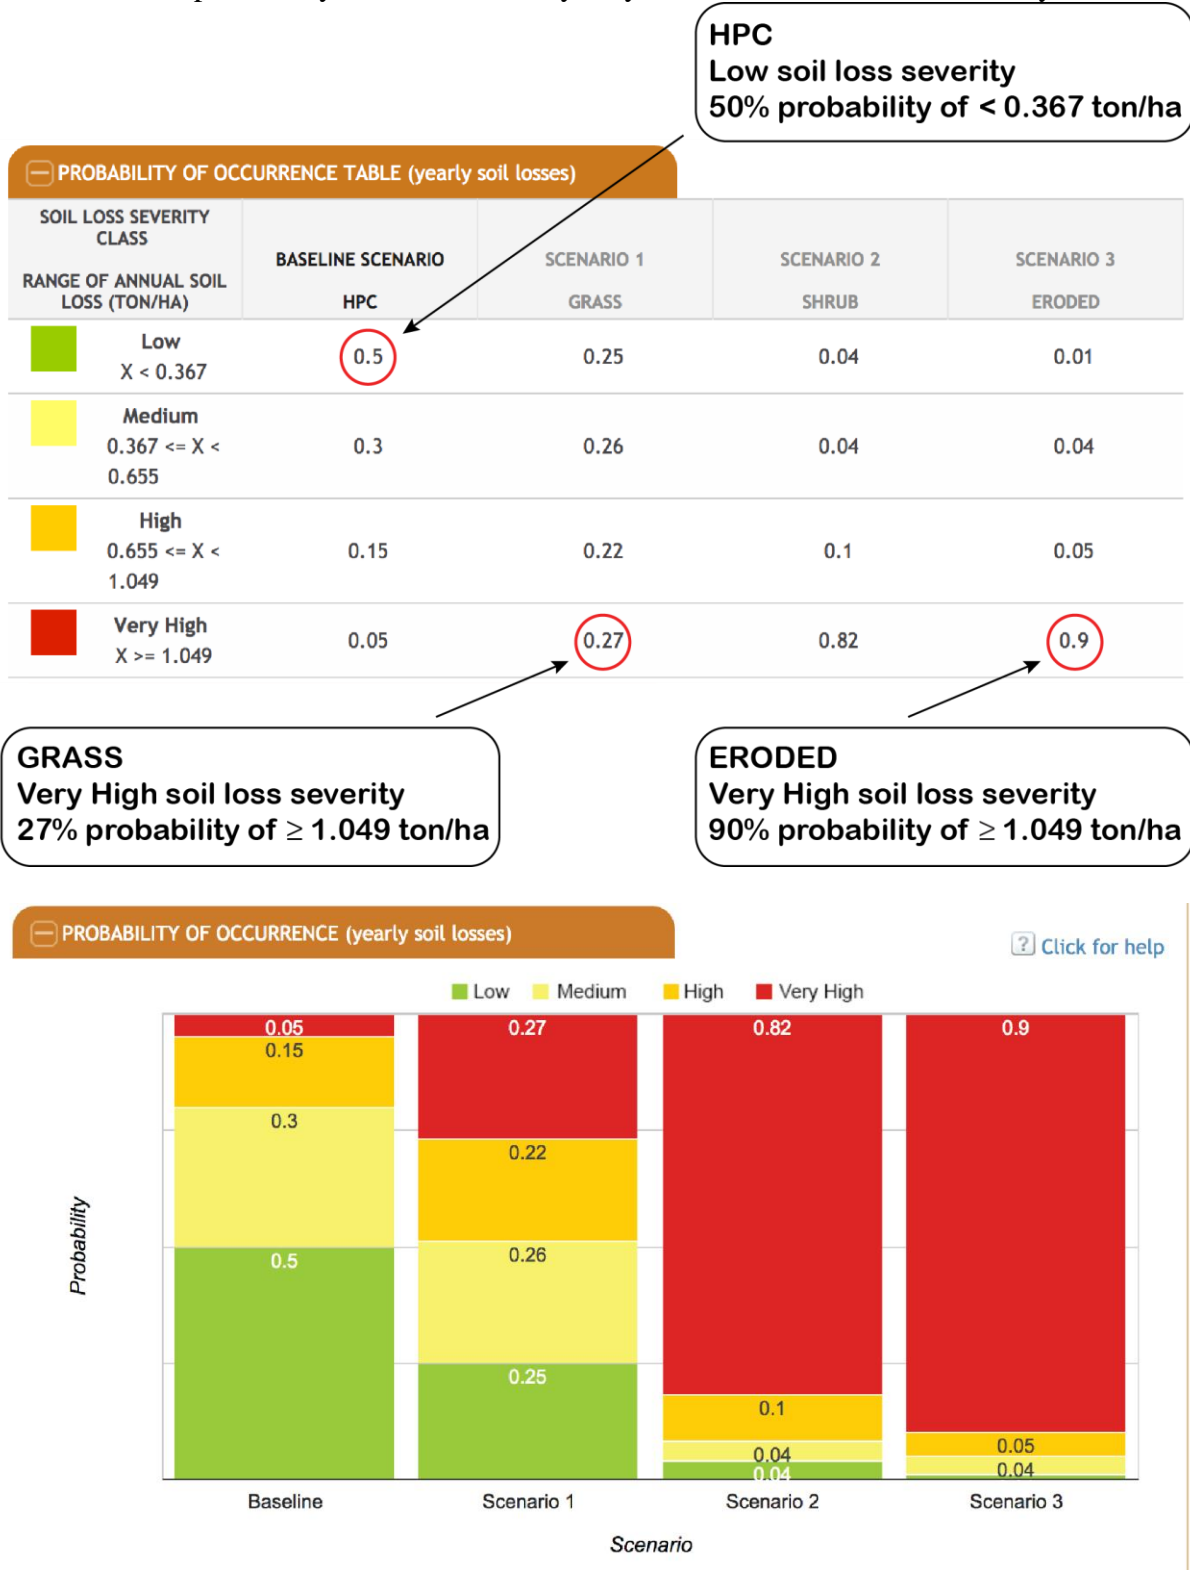 HPC
Low soil loss severity
50% probability of < 0.367 ton/ha
PROBABILITY OF OCCURRENCE TABLE (yearly soil losses)
SOIL LOSS SEVERITY
CLASS
RANGE OF ANNUAL SOIL
LOSS (TON/HA)
BASELINE SCENARIO
HPC
SCENARIO 1
GRASS
SCENARIO 2
SHRUB
SCENARIO 3
ERODED
Low
X < 0.367
0.5 0.25 0.04 0.01
Medium
0.367 <= X <
0.655
0.3 0.26 0.04 0.04
High
0.655 <= X <
1.049
0.15 0.22 0.1 0.05
Very High
X >= 1.049
0.05 0.27 0.82 0.9
GRASS
Very High soil loss severity
27% probability of ≥ 1.049 ton/ha
ERODED
Very High soil loss severity
90% probability of ≥ 1.049 ton/ha
PROBABILITY OF OCCURRENCE (yearly soil losses)
? Click for help
Low Medium High Very High
Probability
0.05
0.15
0.3
0.5
0.27
0.22
0.26
0.25
0.82
0.1
0.04
0.04
0.9
0.05
0.04
Baseline Scenario 1 Scenario 2 Scenario 3
Scenario